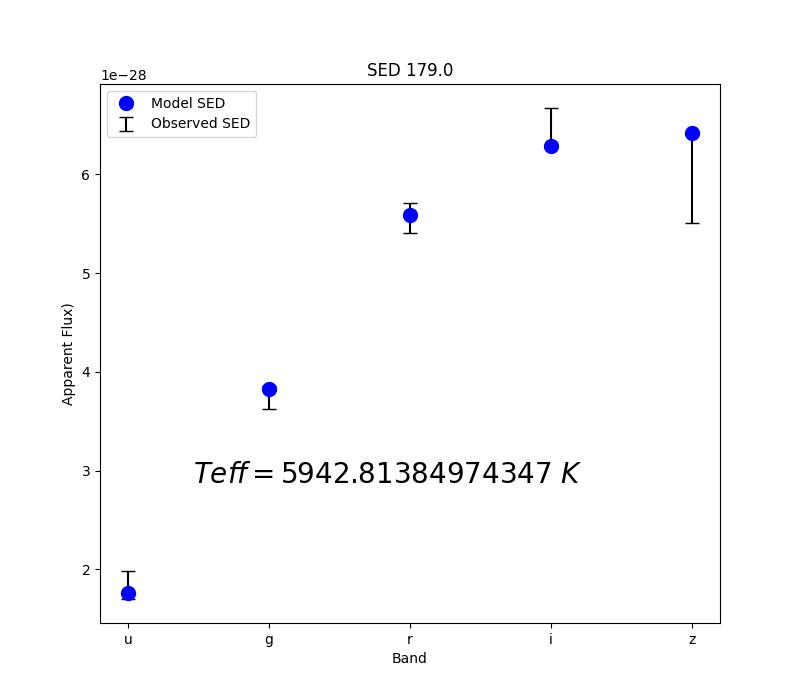 SED 179.0
1e−28
Model SED
Observed SED
6
5
4
3
2
Apparent Flux)
Teff = 5942.81384974347 K
u g r i z
Band